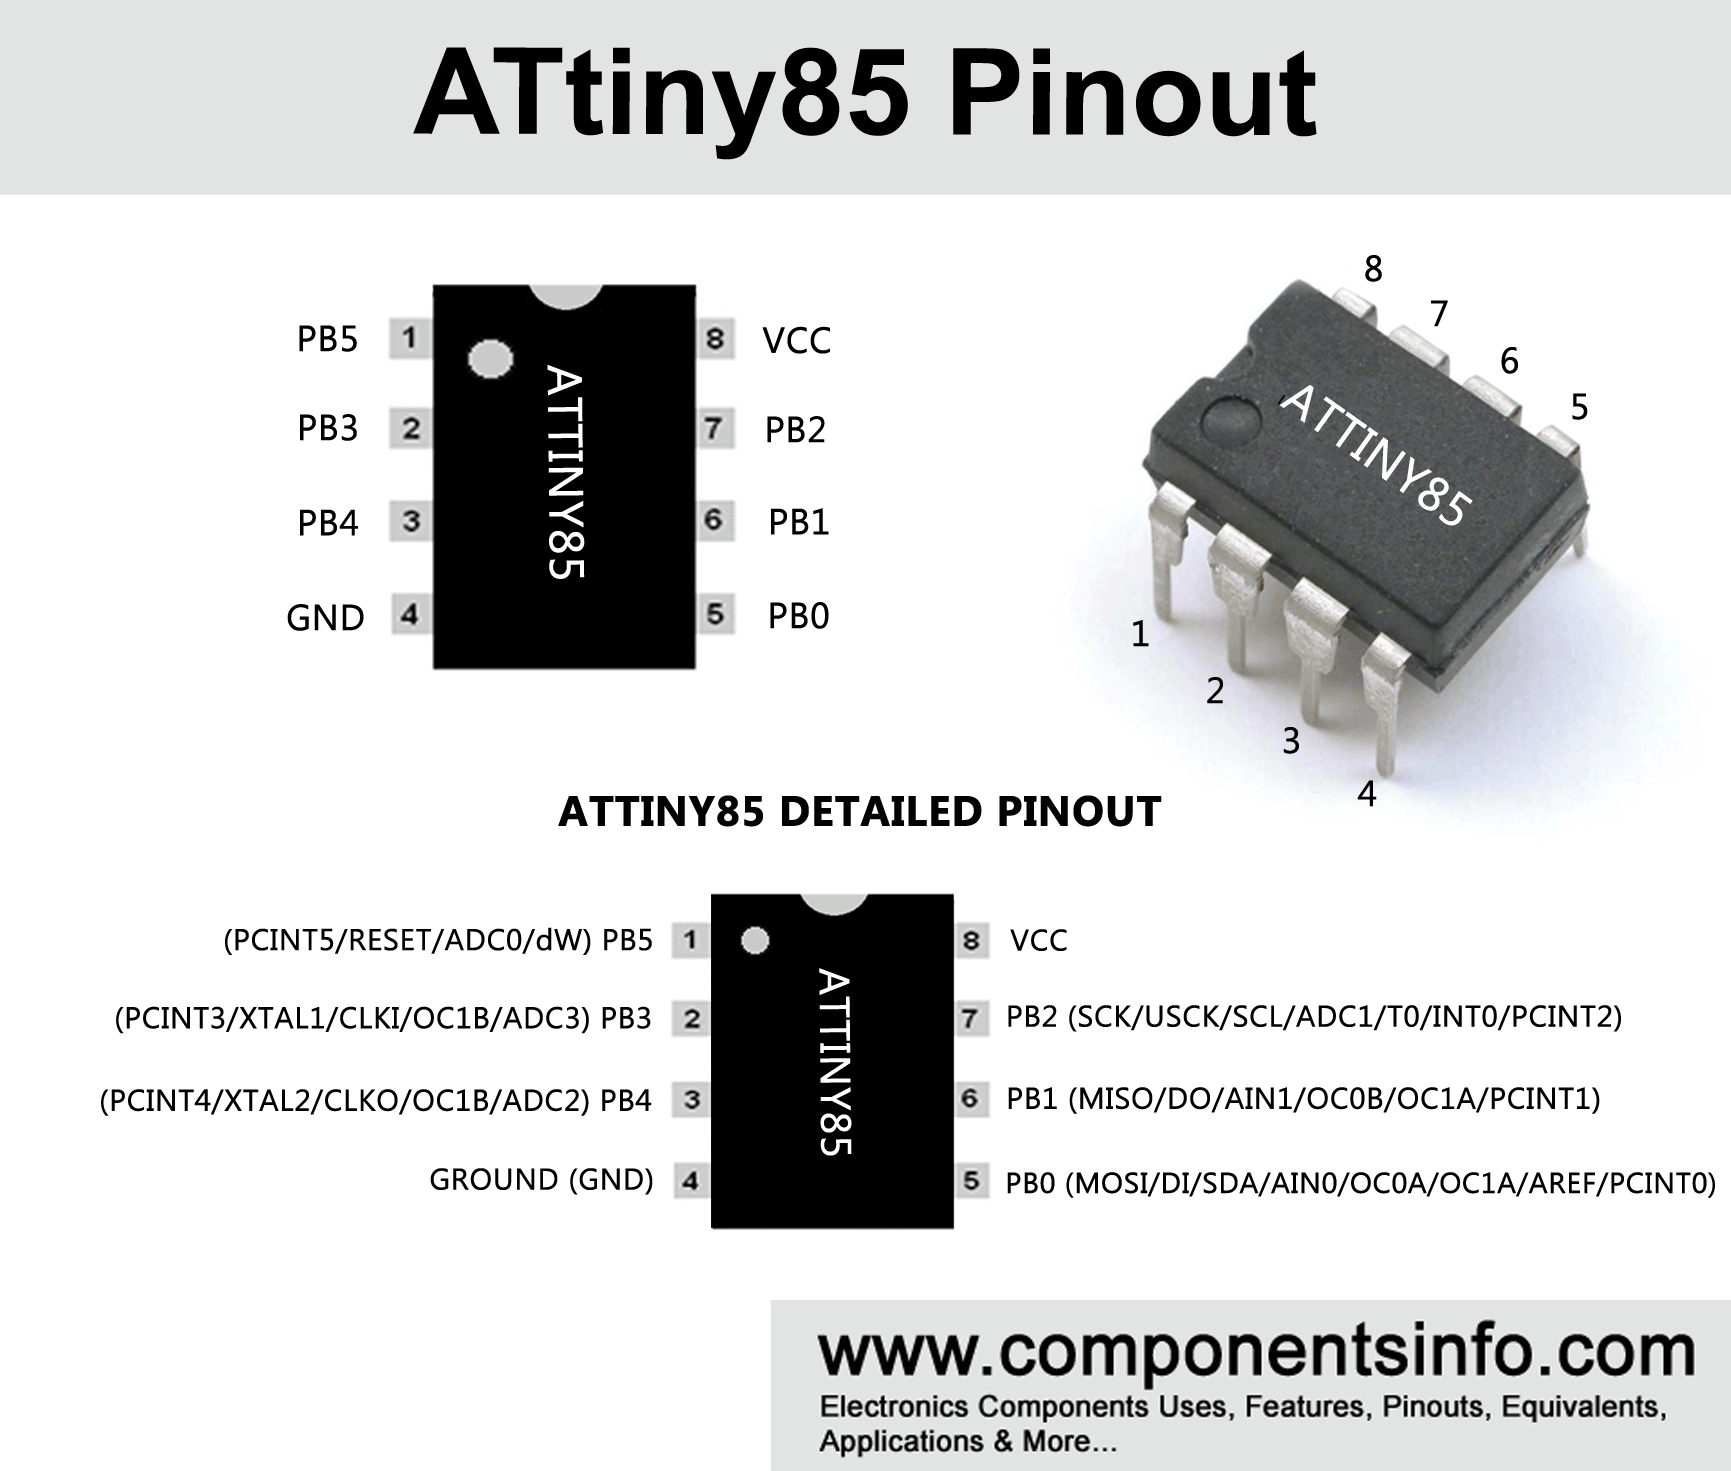 ATtiny85 Pinout
PB5 1
PB3 2
PB4 3
GND 4
ATTINY85
8 VCC
7 PB2
6 PB1
5 PB0
8
7
6
5
ATTINY85
1
2
3
4
ATTINY85 DETAILED PINOUT
(PCINT5/RESET/ADC0/dW) PB5 1
(PCINT3/XTAL1/CLKI/OC1B/ADC3) PB3 2
(PCINT4/XTAL2/CLKO/OC1B/ADC2) PB4 3
GROUND (GND) 4
ATTINY85
8 VCC
7 PB2 (SCK/USCK/SCL/ADC1/T0/INT0/PCINT2)
6 PB1 (MISO/DO/AIN1/OC0B/OC1A/PCINT1)
5 PB0 (MOSI/DI/SDA/AIN0/OC0A/OC1A/AREF/PCINT0)
www.componentsinfo.com
Electronics Components Uses, Features, Pinouts, Equivalents,
Applications & More...